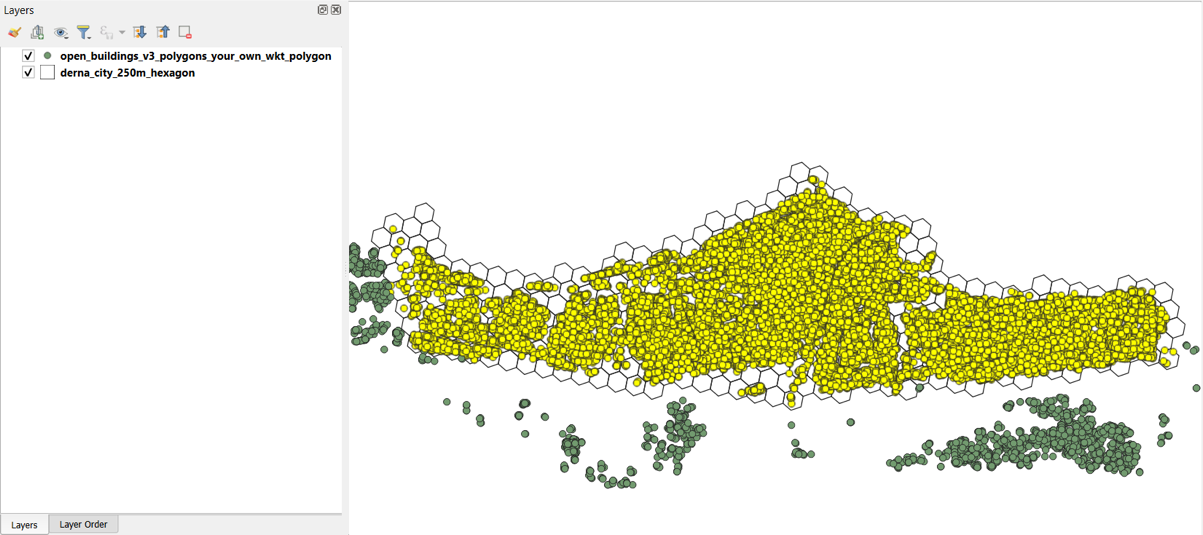 Layers
open_buildings_v3_polygons_your_own_wkt_polygon
derna_city_250m_hexagon
Layers
Layer Order